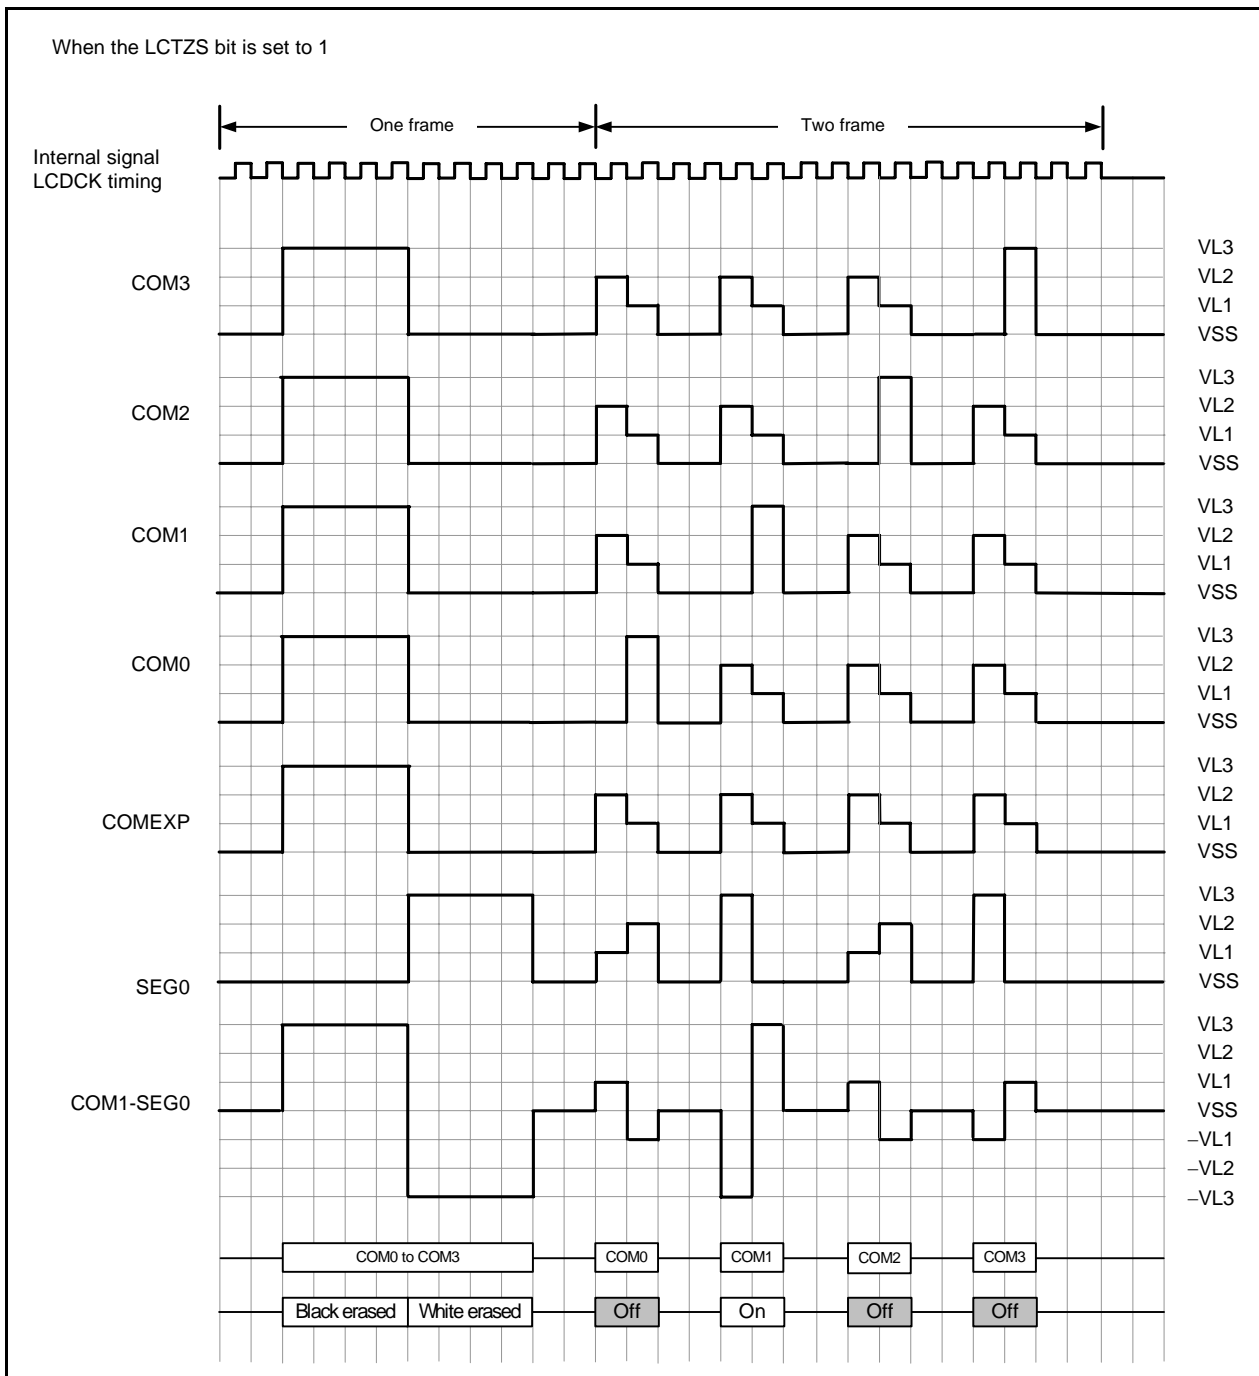 When the LCTZS bit is set to 1
One frame
Two frame
Internal signal
LCDCK timing
COM3
VL3
VL2
VL1
VSS
COM2
VL3
VL2
VL1
VSS
COM1
VL3
VL2
VL1
VSS
COM0
VL3
VL2
VL1
VSS
COMEXP
VL3
VL2
VL1
VSS
SEG0
VL3
VL2
VL1
VSS
COM1-SEG0
VL3
VL2
VL1
VSS
–VL1
–VL2
–VL3
COM0 to COM3 COM0 COM1 COM2 COM3
Black erased White erased Off On Off Off